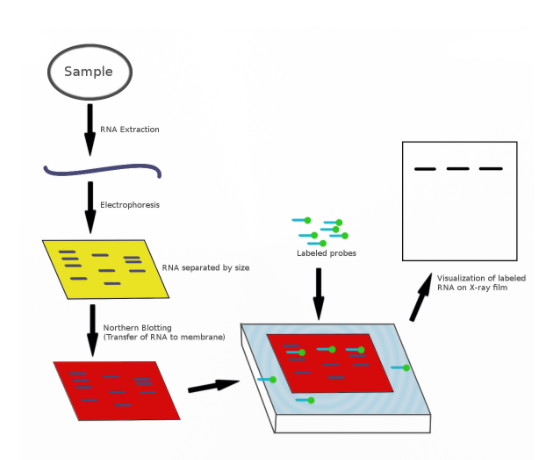 Sample
RNA Extraction
Electrophoresis
RNA separated by size
Northern Blotting
(Transfer of RNA to membrane)
Labeled probes
Visualization of labeled
RNA on X-ray film